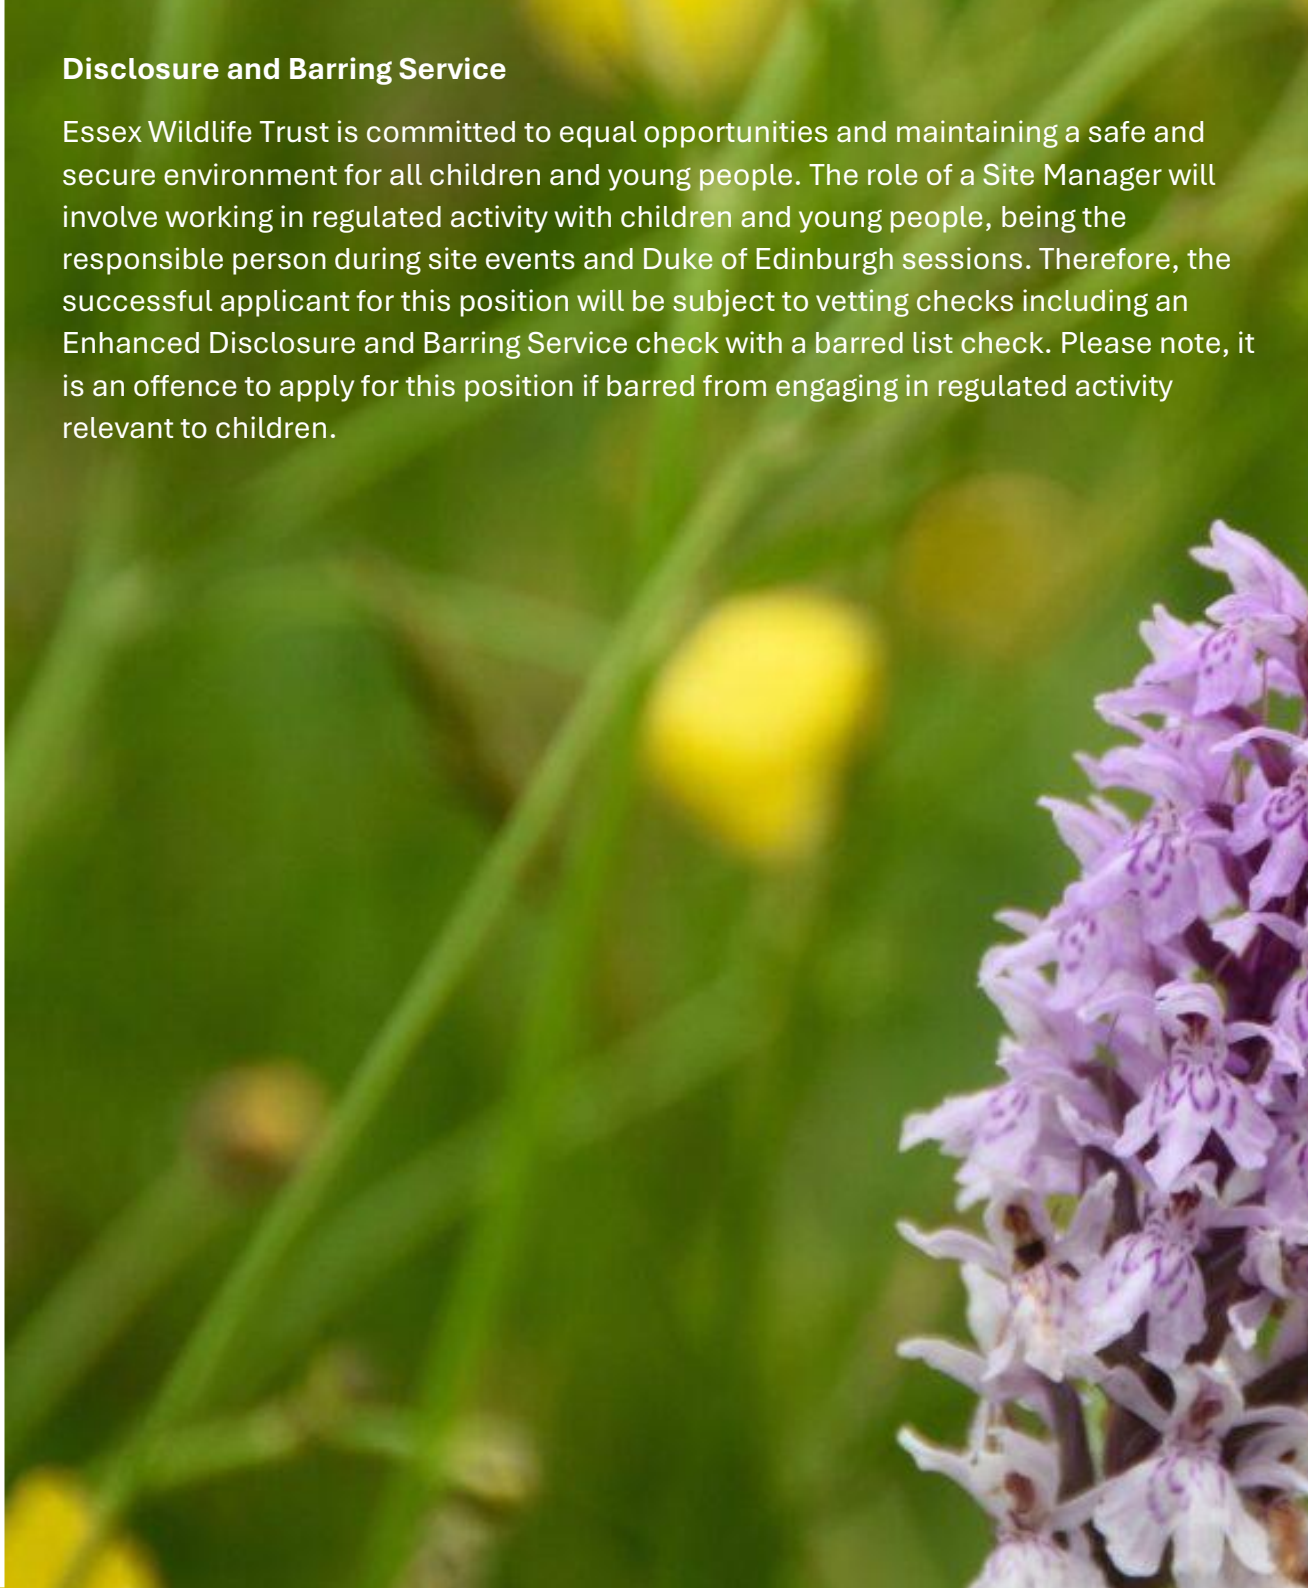 Disclosure and Barring Service
Essex Wildlife Trust is committed to equal opportunities and maintaining a safe and
secure environment for all children and young people. The role of a Site Manager will
involve working in regulated activity with children and young people, being the
responsible person during site events and Duke of Edinburgh sessions. Therefore, the
successful applicant for this position will be subject to vetting checks including an
Enhanced Disclosure and Barring Service check with a barred list check. Please note, it
is an offence to apply for this position if barred from engaging in regulated activity
relevant to children.